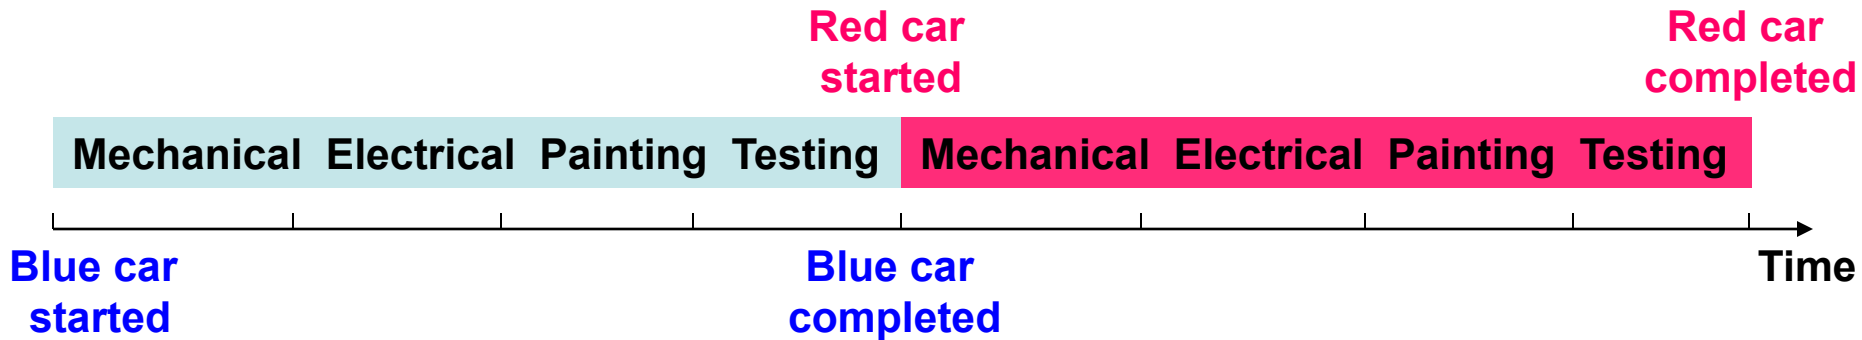 Red car
started
Red car
completed
Mechanical Electrical Painting Testing
Mechanical Electrical Painting Testing
Blue car
started
Blue car
completed
Time